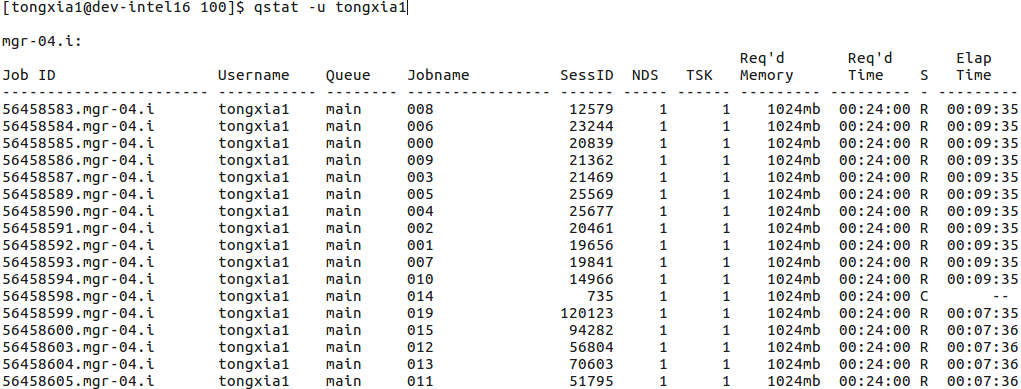 [tongxia1@dev-intel16 100]$ qstat -u tongxia1
mgr-04.i:
Req'd Req'd Elap
Job ID Username Queue Jobname SessID NDS TSK Memory Time S Time
----------------------- ----------- -------- ---------------- ------ ----- ------ --------- --------- - ---------
56458583.mgr-04.i tongxia1 main 008 12579 1 1 1024mb 00:24:00 R 00:09:35
56458584.mgr-04.i tongxia1 main 006 23244 1 1 1024mb 00:24:00 R 00:09:35
56458585.mgr-04.i tongxia1 main 000 20839 1 1 1024mb 00:24:00 R 00:09:35
56458586.mgr-04.i tongxia1 main 009 21362 1 1 1024mb 00:24:00 R 00:09:35
56458587.mgr-04.i tongxia1 main 003 21469 1 1 1024mb 00:24:00 R 00:09:35
56458589.mgr-04.i tongxia1 main 005 25569 1 1 1024mb 00:24:00 R 00:09:35
56458590.mgr-04.i tongxia1 main 004 25677 1 1 1024mb 00:24:00 R 00:09:35
56458591.mgr-04.i tongxia1 main 002 20461 1 1 1024mb 00:24:00 R 00:09:35
56458592.mgr-04.i tongxia1 main 001 19656 1 1 1024mb 00:24:00 R 00:09:35
56458593.mgr-04.i tongxia1 main 007 19841 1 1 1024mb 00:24:00 R 00:09:35
56458594.mgr-04.i tongxia1 main 010 14966 1 1 1024mb 00:24:00 R 00:09:35
56458598.mgr-04.i tongxia1 main 014 735 1 1 1024mb 00:24:00 C --
56458599.mgr-04.i tongxia1 main 019 120123 1 1 1024mb 00:24:00 R 00:07:35
56458600.mgr-04.i tongxia1 main 015 94282 1 1 1024mb 00:24:00 R 00:07:36
56458603.mgr-04.i tongxia1 main 012 56804 1 1 1024mb 00:24:00 R 00:07:36
56458604.mgr-04.i tongxia1 main 013 70603 1 1 1024mb 00:24:00 R 00:07:36
56458605.mgr-04.i tongxia1 main 011 51795 1 1 1024mb 00:24:00 R 00:07:36